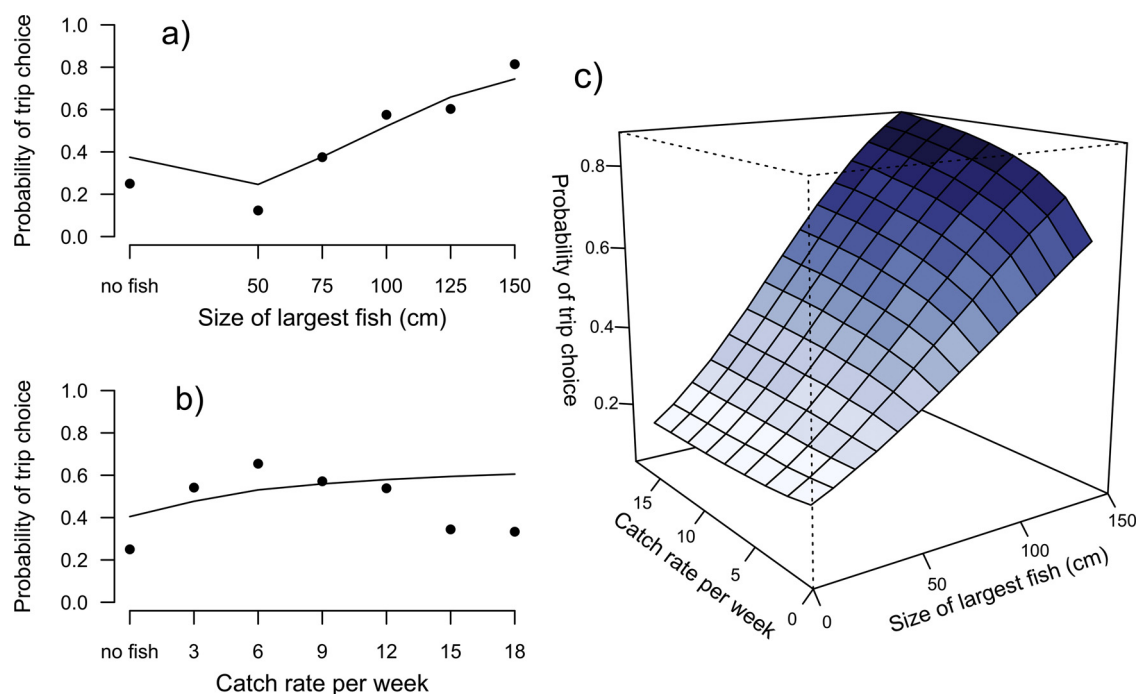 a)
Probability of trip choice
1.0
0.8
0.6
0.4
0.2
0.0
no fish 50 75 100 125 150
Size of largest fish (cm)
b)
Probability of trip choice
1.0
0.8
0.6
0.4
0.2
0.0
no fish 3 6 9 12 15 18
Catch rate per week
c)
Probability of trip choice
0.8
0.6
0.4
0.2
15
10
5
0
Catch rate per week
0
50
100
150
Size of largest fish (cm)